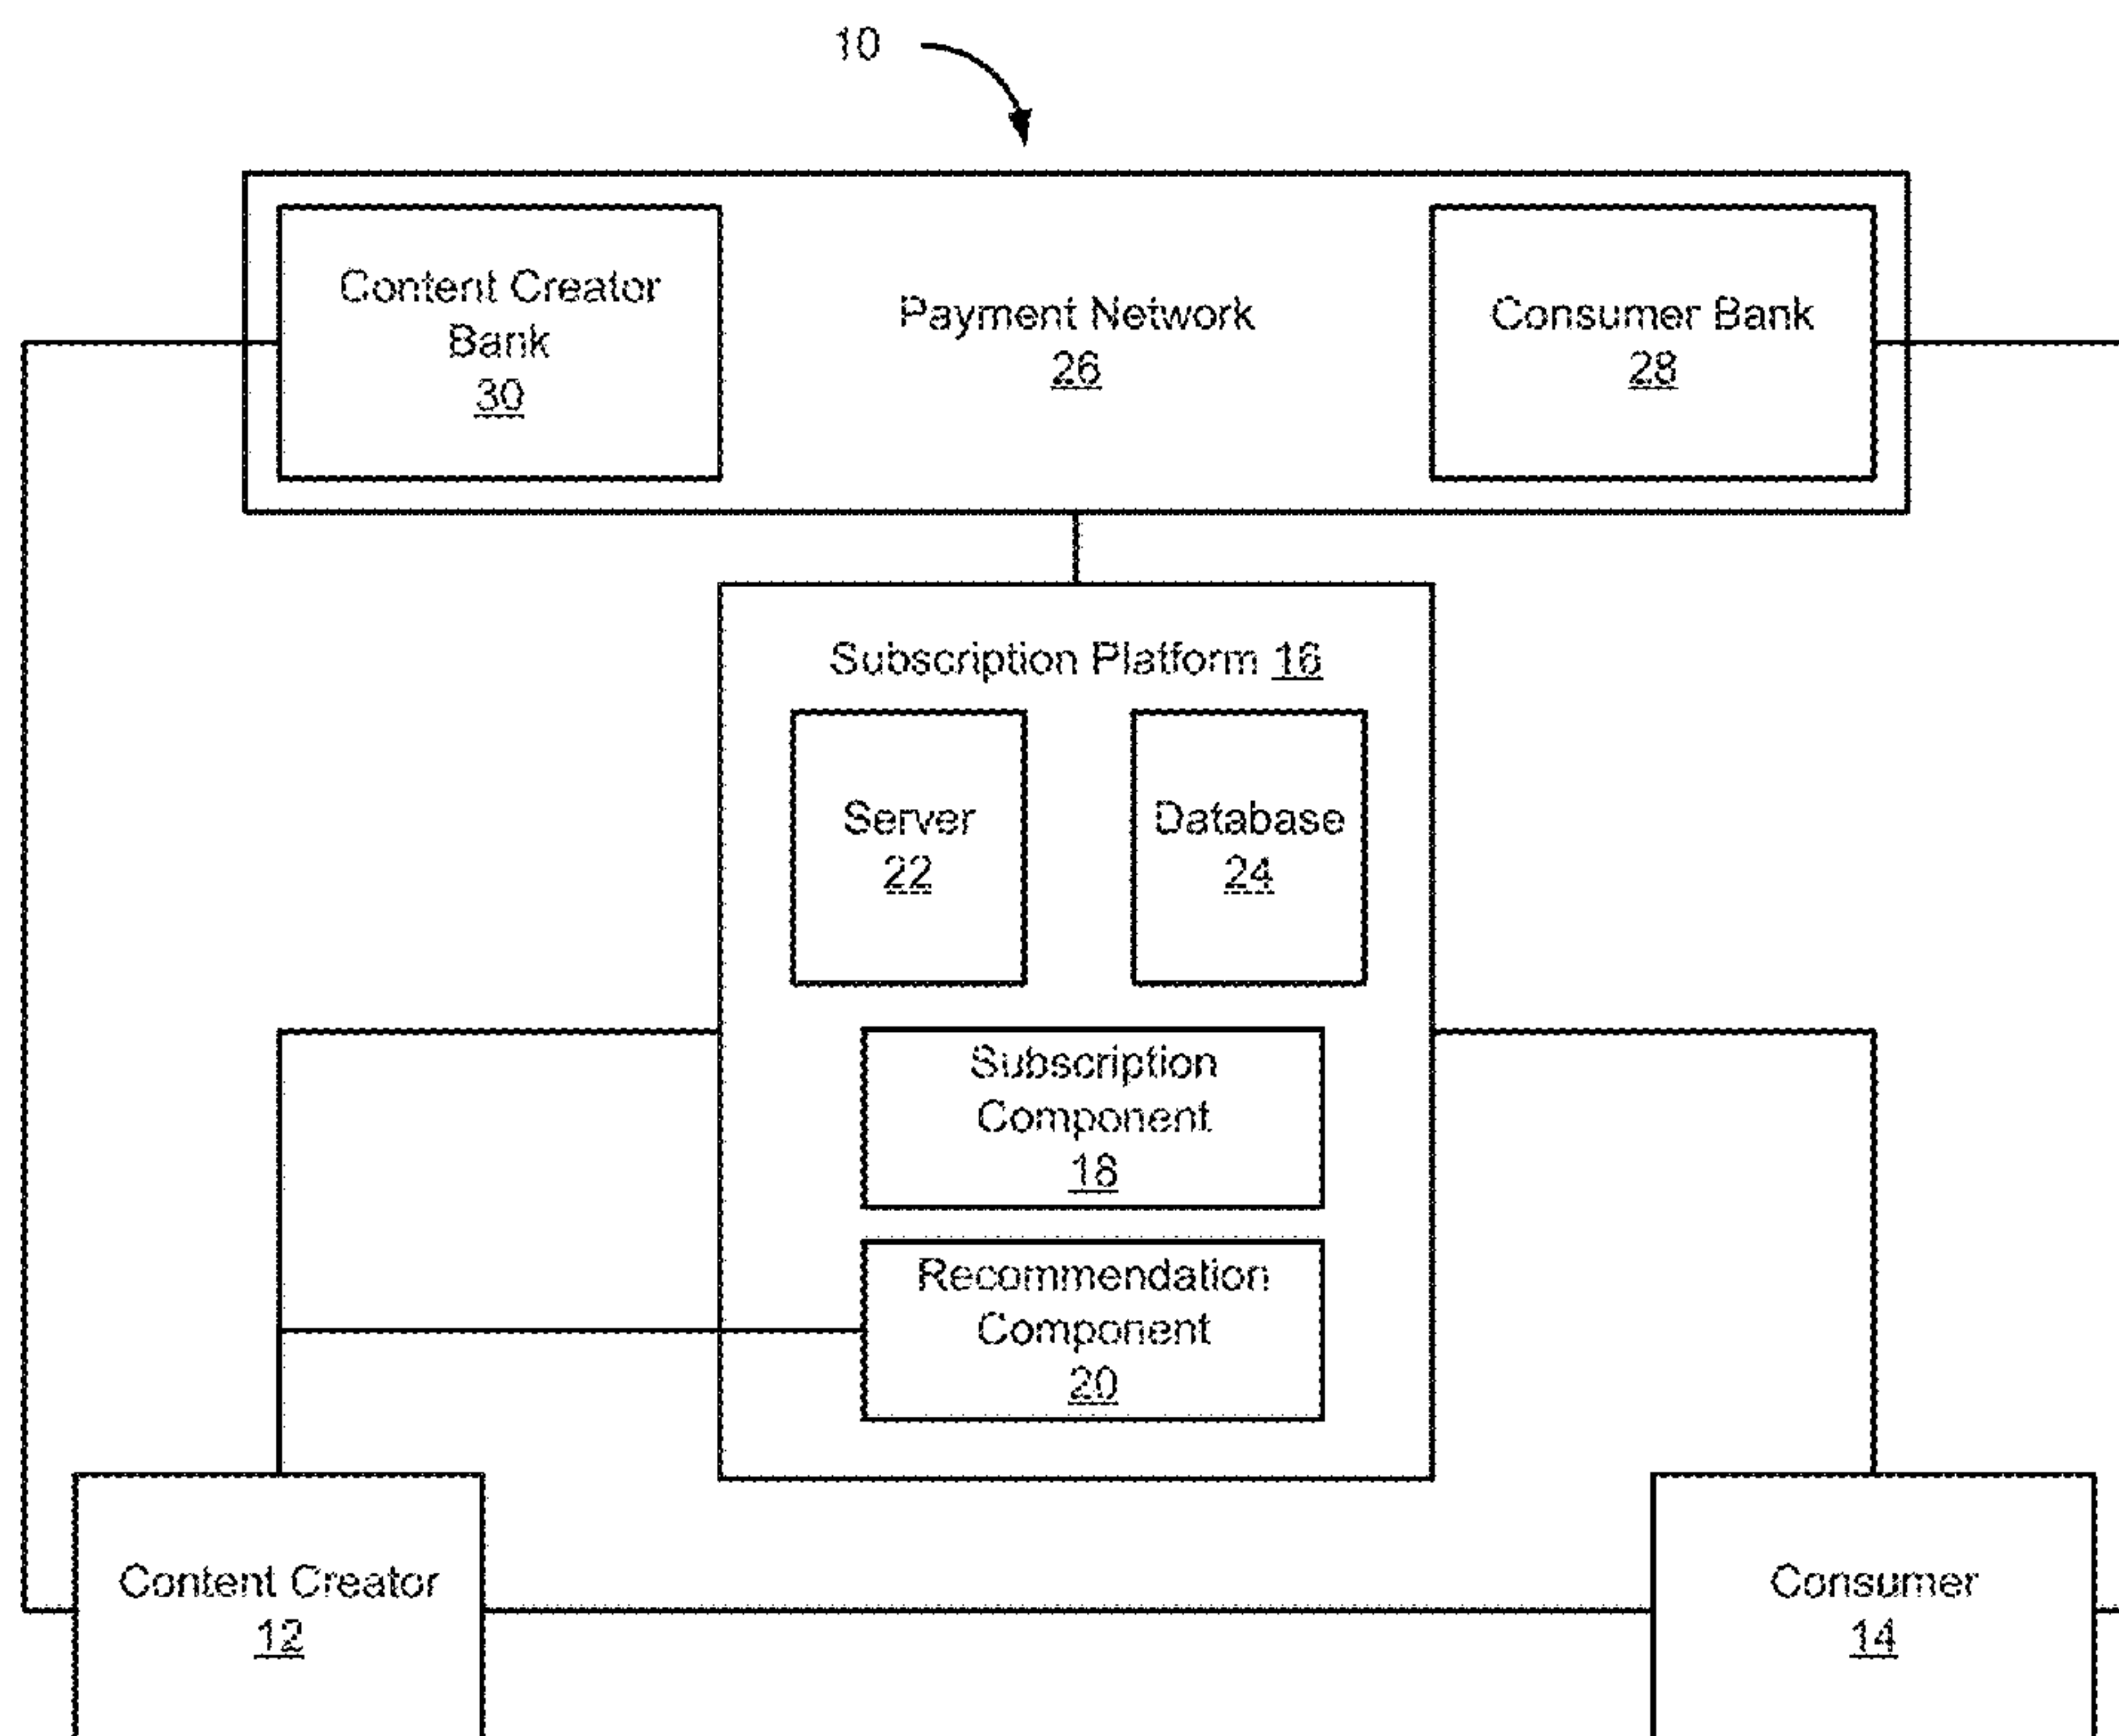 10
Content Creator
Bank
30
Payment Network
26
Consumer Bank
28
Subscription Platform 16
Server
22
Database
24
Subscription
Component
18
Recommendation
Component
20
Content Creator
12
Consumer
14